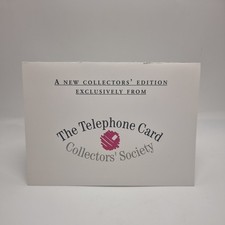 A NEW COLLECTORS' EDITION
EXCLUSIVELY FROM
The Telephone Card
Collectors' Society